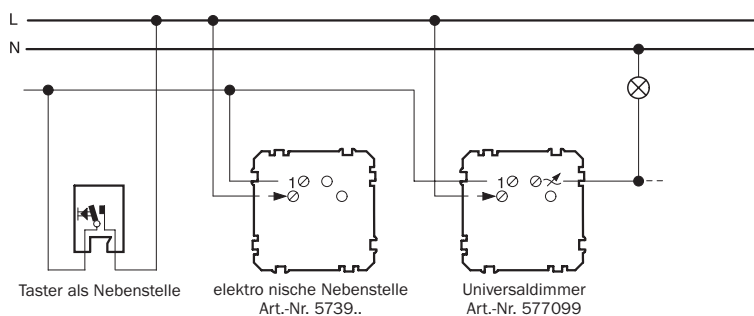 L
N
1
1
Taster als Nebenstelle
elektro nische Nebenstelle
Art.-Nr. 5739..
Universaldimmer
Art.-Nr. 577099